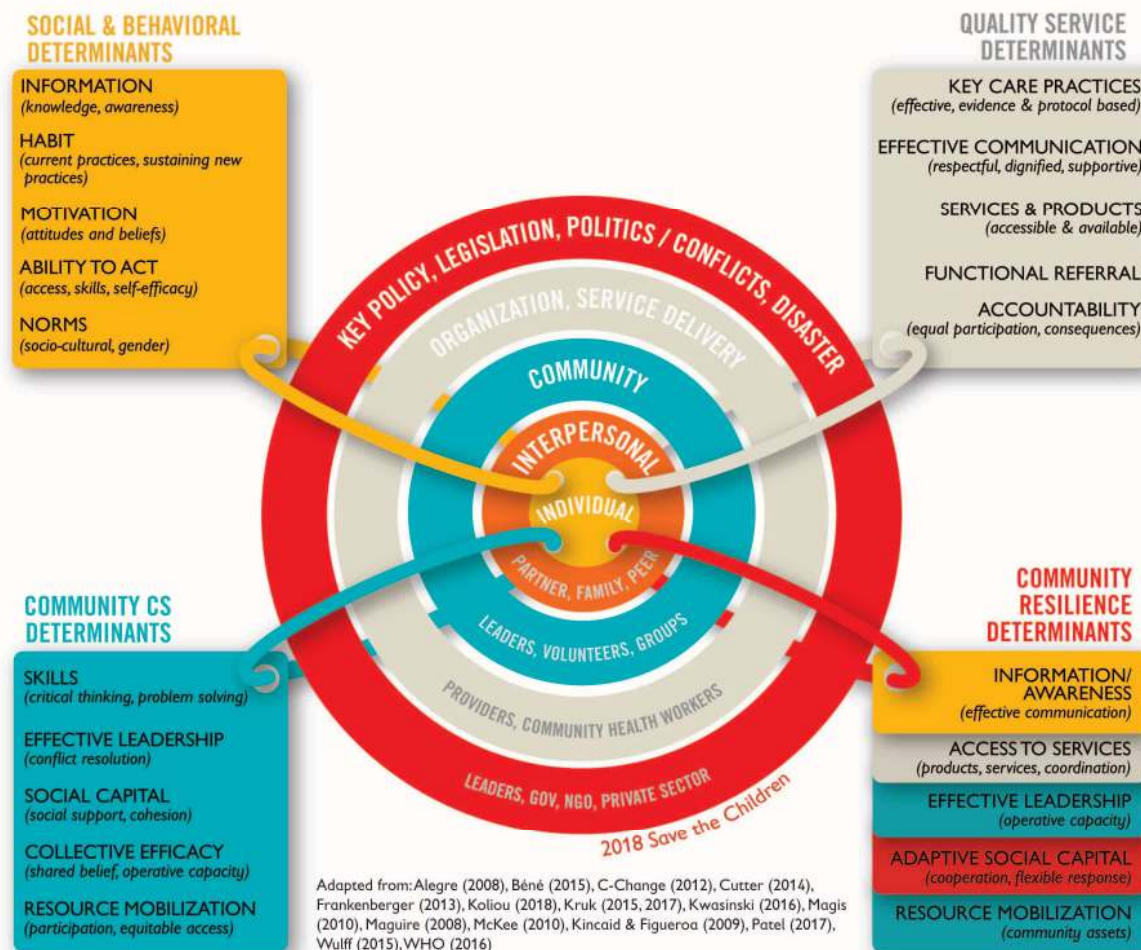 SOCIAL & BEHAVIORAL
DETERMINANTS
INFORMATION
(knowledge, awareness)
HABIT
(current practices, sustaining new
practices)
MOTIVATION
(attitudes and beliefs)
ABILITY TO ACT
(access, skills, self-efficacy)
NORMS
(socio-cultural, gender)
QUALITY SERVICE
DETERMINANTS
KEY CARE PRACTICES
(effective, evidence & protocol based)
EFFECTIVE COMMUNICATION
(respectful, dignified, supportive)
SERVICES & PRODUCTS
(accessible & available)
FUNCTIONAL REFERRAL
ACCOUNTABILITY
(equal participation, consequences)
KEY POLICY, LEGISLATION, POLITICS / CONFLICTS, DISASTER
ORGANIZATION, SERVICE DELIVERY
COMMUNITY
INTERPERSONAL
INDIVIDUAL
PARTNER, FAMILY, PEER
LEADERS, VOLUNTEERS, GROUPS
PROVIDERS, COMMUNITY HEALTH WORKERS
LEADERS, GOV, NGO, PRIVATE SECTOR
2018 Save the Children
COMMUNITY CS
DETERMINANTS
SKILLS
(critical thinking, problem solving)
EFFECTIVE LEADERSHIP
(conflict resolution)
SOCIAL CAPITAL
(social support, cohesion)
COLLECTIVE EFFICACY
(shared belief, operative capacity)
RESOURCE MOBILIZATION
(participation, equitable access)
COMMUNITY
RESILIENCE
DETERMINANTS
INFORMATION/
AWARENESS
(effective communication)
ACCESS TO SERVICES
(products, services, coordination)
EFFECTIVE LEADERSHIP
(operative capacity)
ADAPTIVE SOCIAL CAPITAL
(cooperation, flexible response)
RESOURCE MOBILIZATION
(community assets)
Adapted from: Alegre (2008), Béné (2015), C-Change (2012), Cutter (2014),
Frankenberger (2013), Koliou (2018), Kruk (2015, 2017), Kwasinski (2016), Magis
(2010), Maguire (2008), McKee (2010), Kincaid & Figueroa (2009), Patel (2017),
Wulff (2015), WHO (2016)